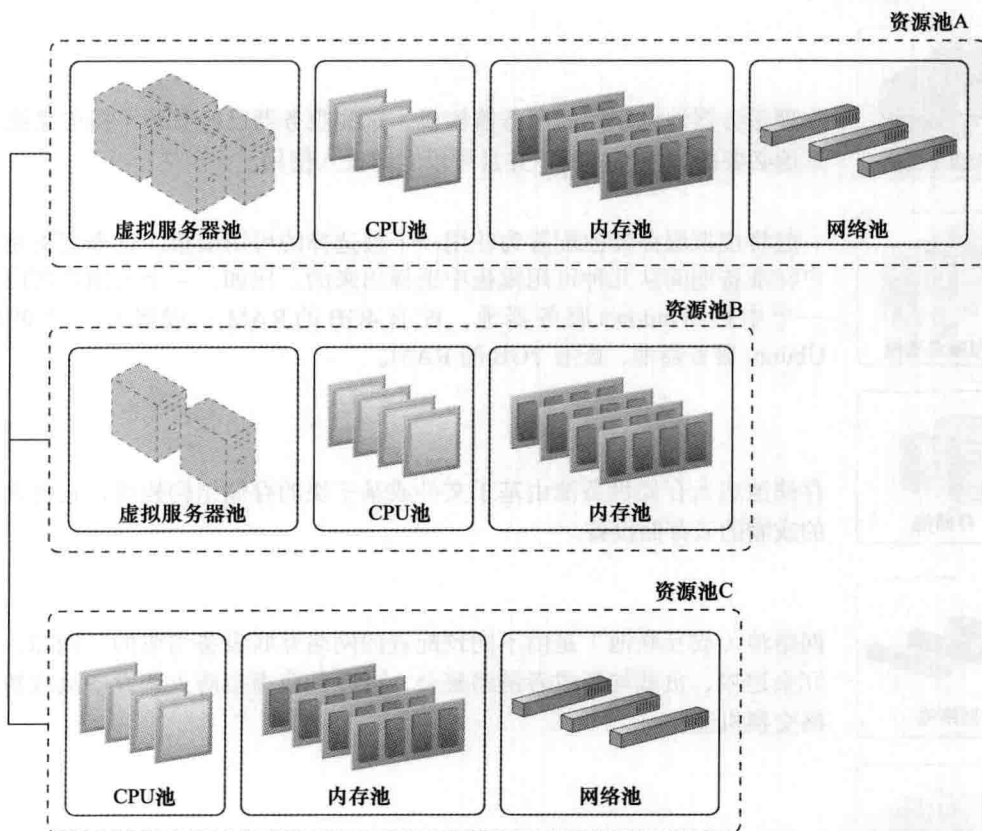 资源池A
虚拟服务器池 CPU池 内存池 网络池
资源池B
虚拟服务器池 CPU池 内存池
资源池C
CPU池 内存池 网络池